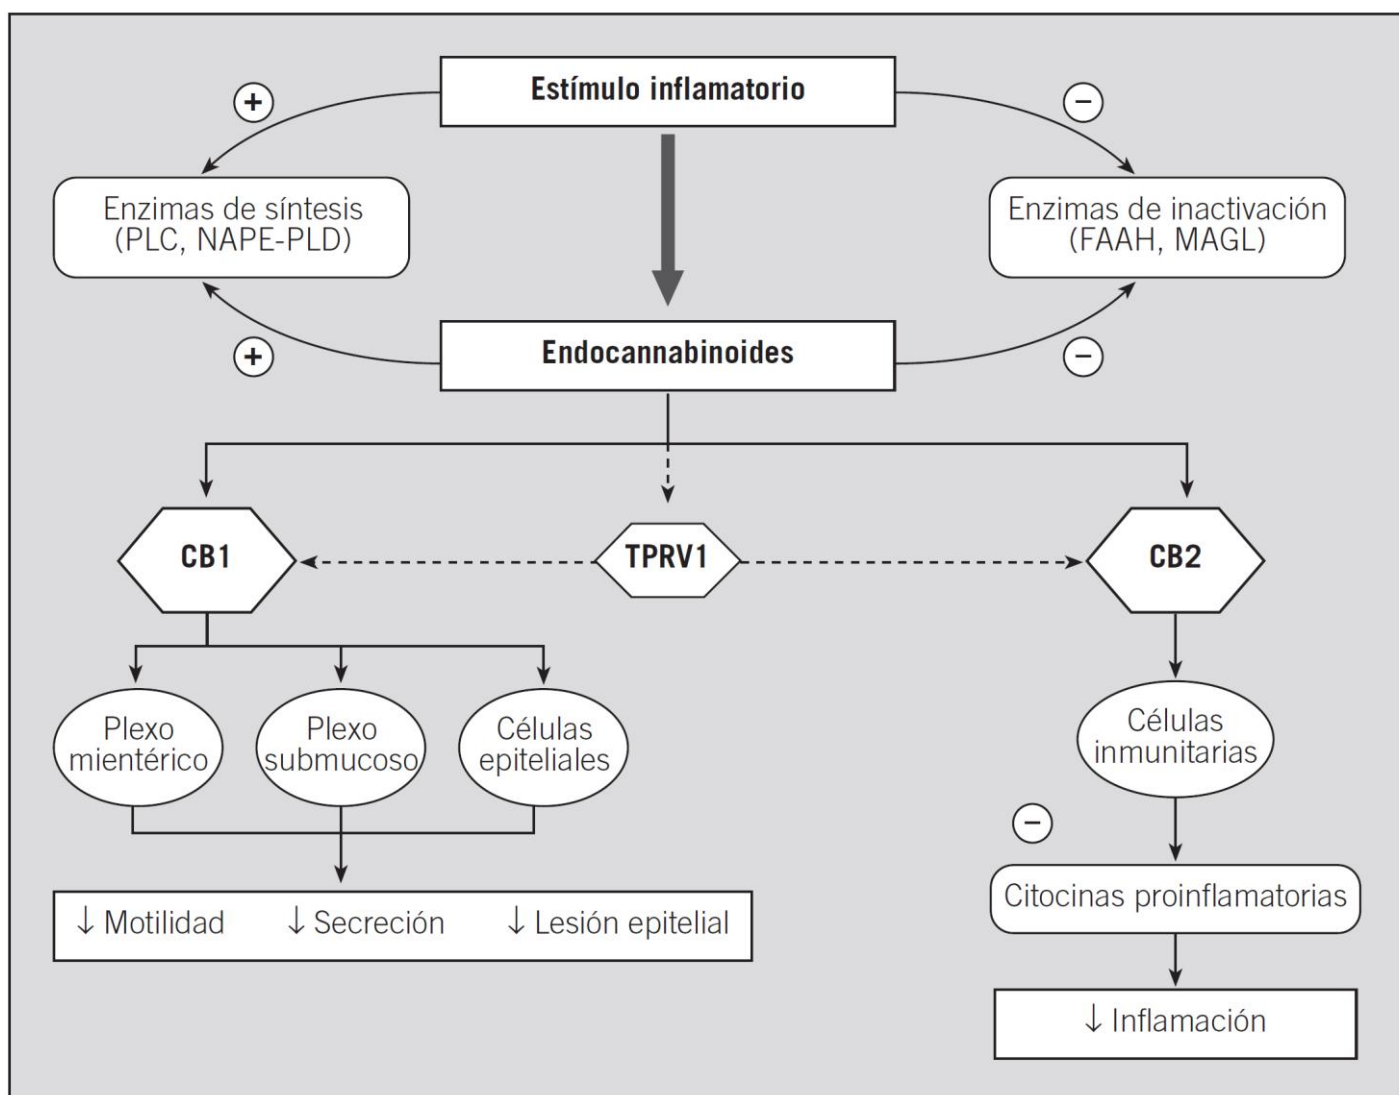 Estímulo inflamatorio
+
−
Enzimas de síntesis
(PLC, NAPE-PLD)
Enzimas de inactivación
(FAAH, MAGL)
Endocannabinoides
+
−
CB1
TPRV1
CB2
Plexo
mientérico
Plexo
submucoso
Células
epiteliales
Células
inmunitarias
−
Citocinas proinflamatorias
↓ Motilidad ↓ Secreción ↓ Lesión epitelial
↓ Inflamación